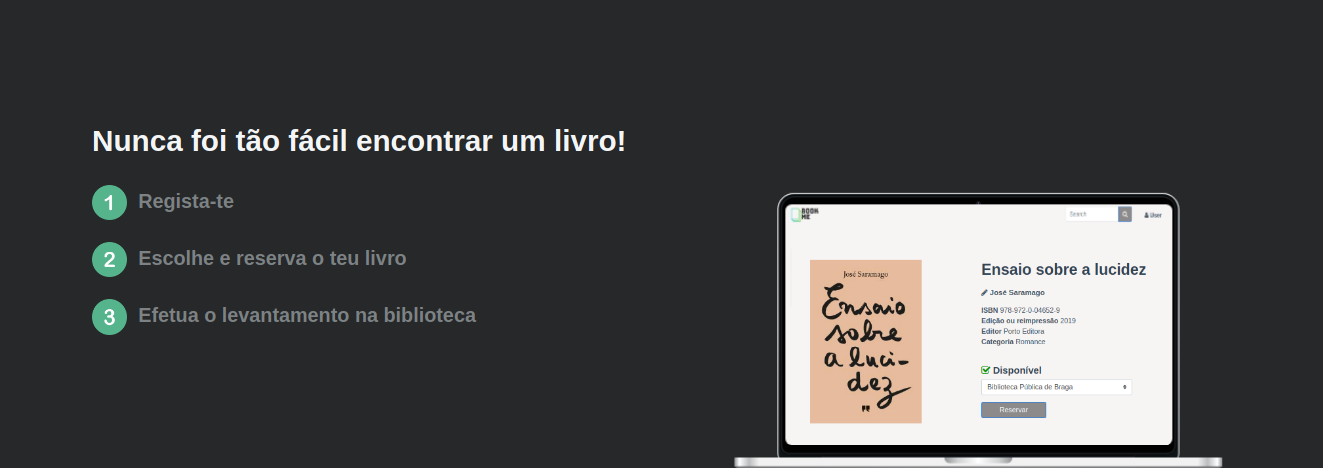 Nunca foi tão fácil encontrar um livro!
1 Regista-te
2 Escolhe e reserva o teu livro
3 Efetua o levantamento na biblioteca
BOOK
ME
Search
User
José Saramago
Ensaio
sobre
a luci-
dez
Ensaio sobre a lucidez
José Saramago
ISBN 978-972-0-04652-9
Edição ou reimpressão 2019
Editor Porto Editora
Categoria Romance
Disponível
Biblioteca Pública de Braga
Reservar